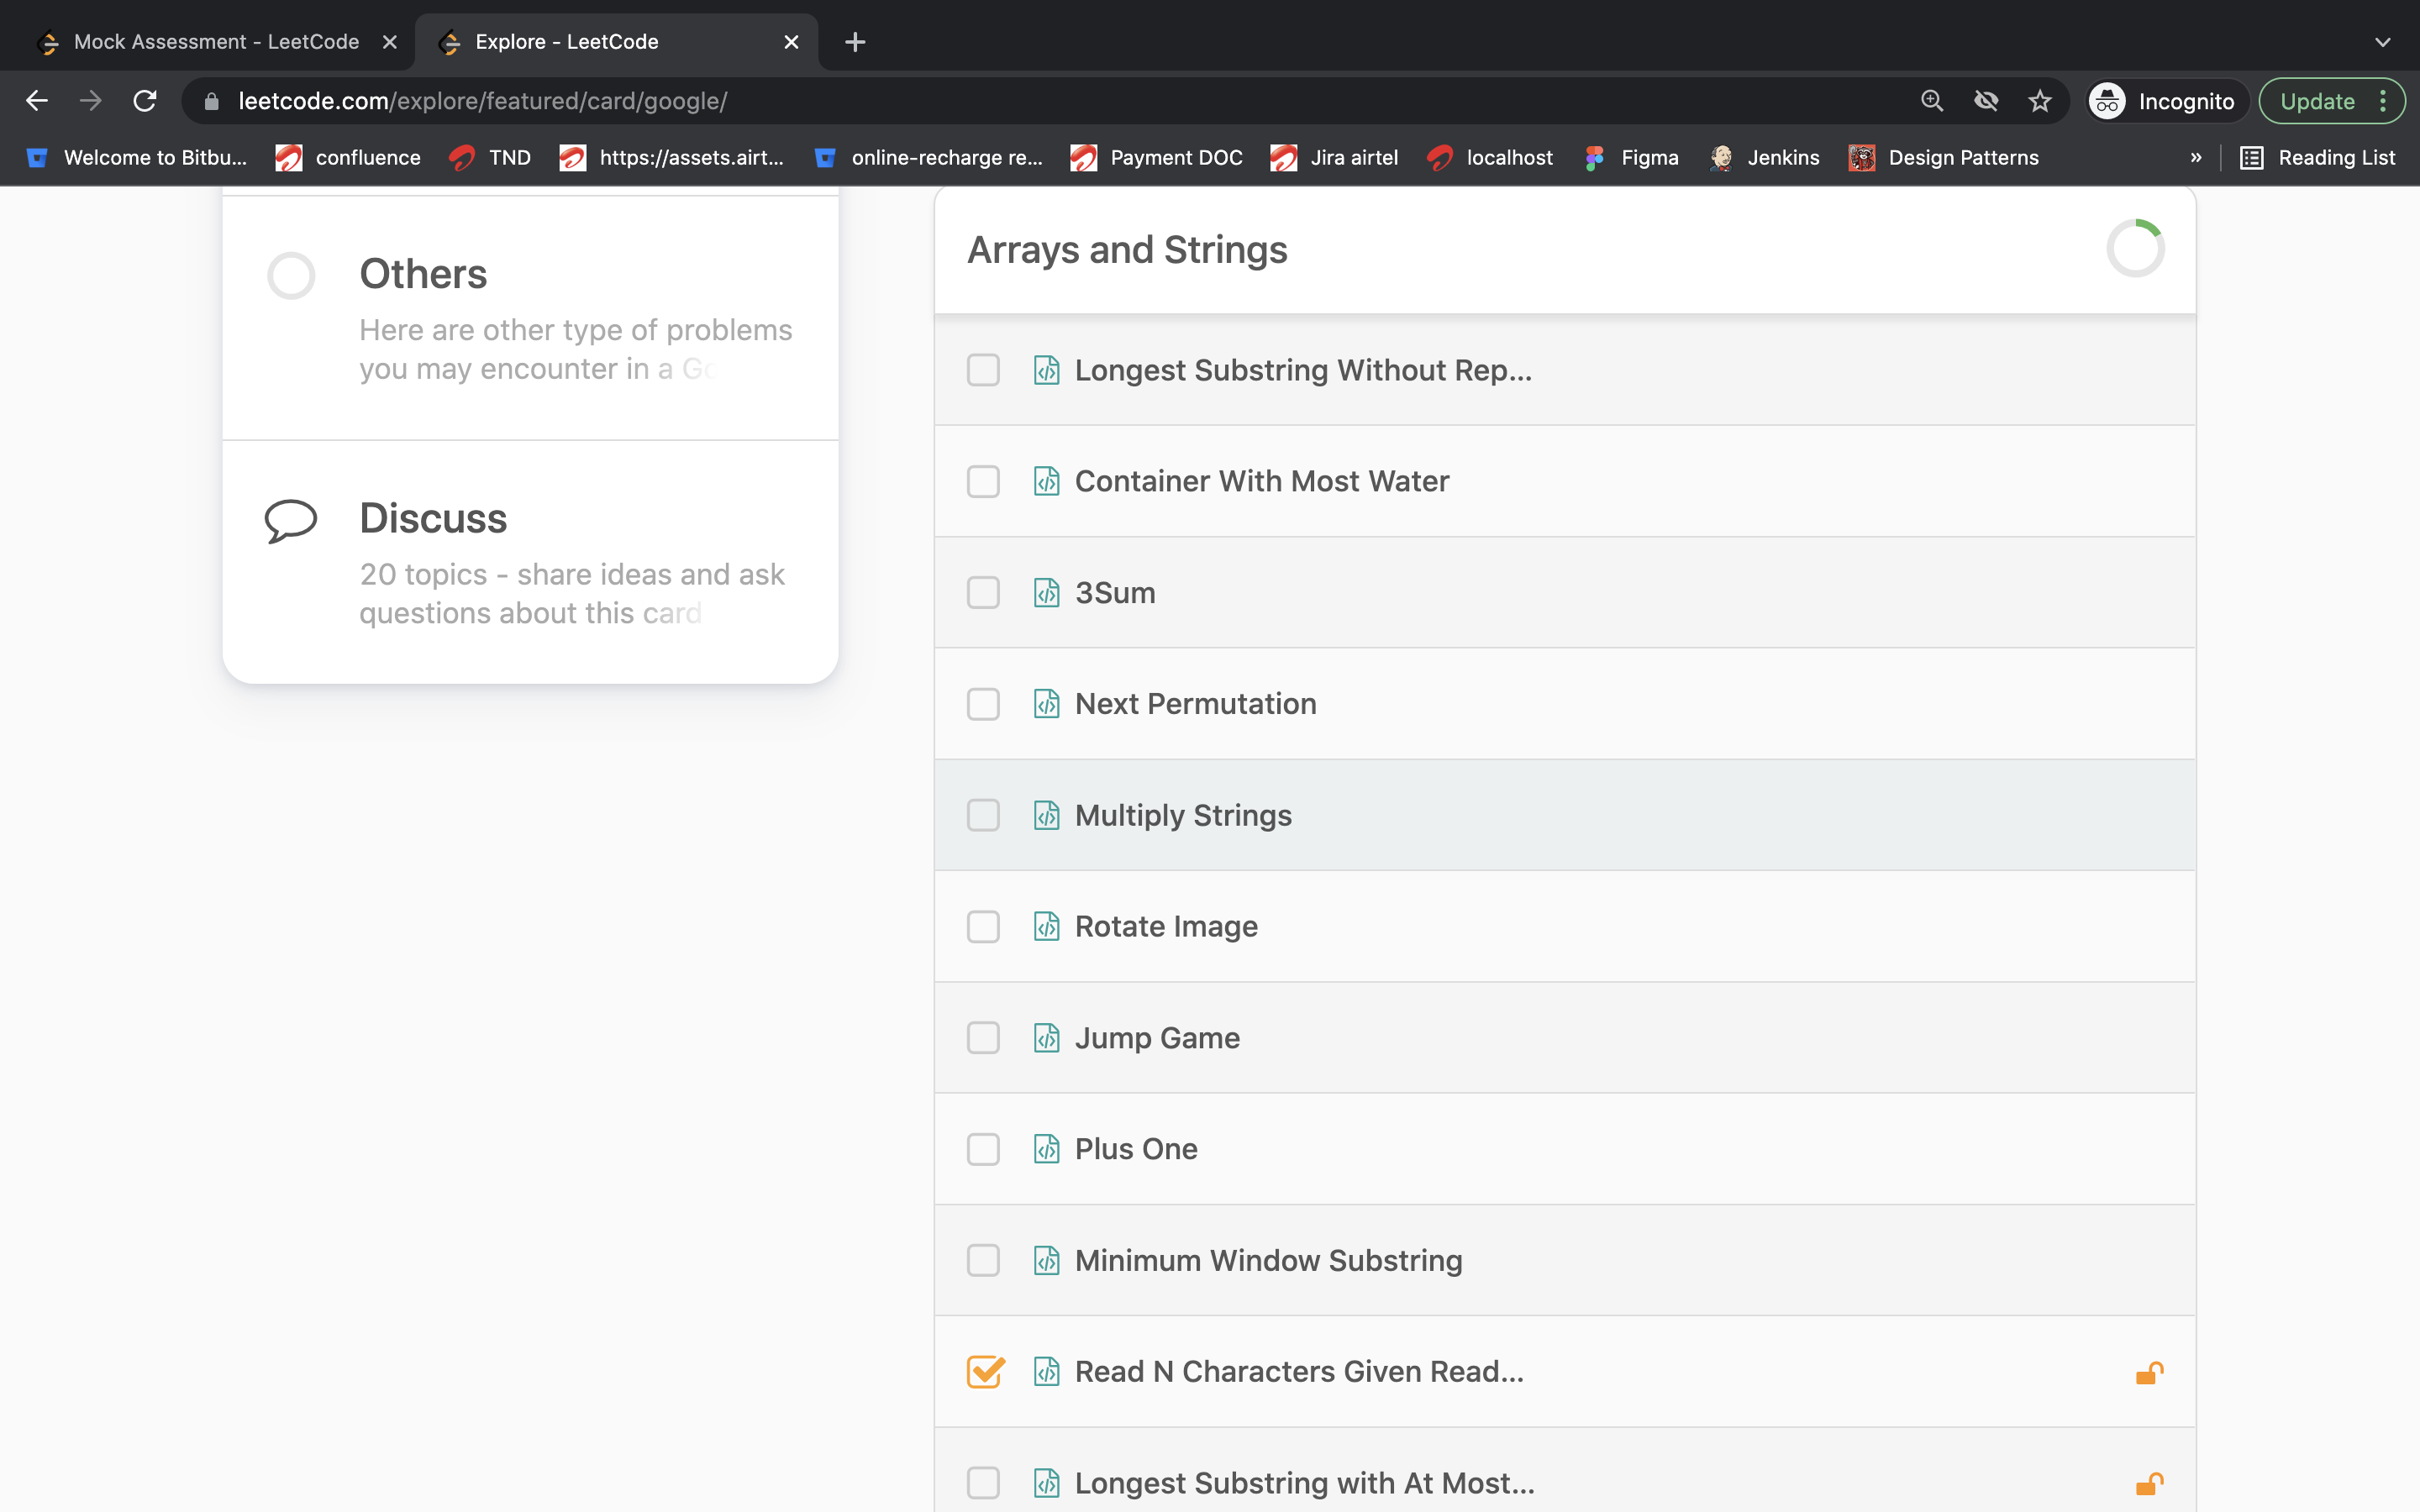 Mock Assessment - LeetCode
Explore - LeetCode
leetcode.com/explore/featured/card/google/
Incognito
Update
Welcome to Bitbu...
confluence
TND
https://assets.airt...
online-recharge re...
Payment DOC
Jira airtel
localhost
Figma
Jenkins
Design Patterns
»
Reading List
Others
Here are other type of problems
you may encounter in a Go
Discuss
20 topics - share ideas and ask
questions about this card
Arrays and Strings
Longest Substring Without Rep...
Container With Most Water
3Sum
Next Permutation
Multiply Strings
Rotate Image
Jump Game
Plus One
Minimum Window Substring
Read N Characters Given Read...
Longest Substring with At Most...